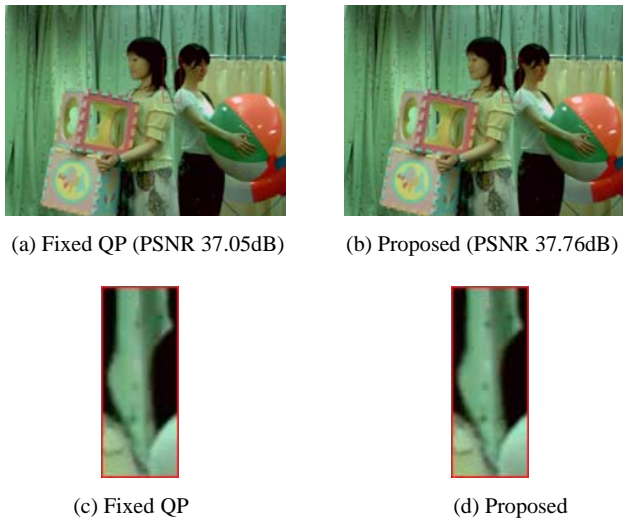 (a) Fixed QP (PSNR 37.05dB)
(b) Proposed (PSNR 37.76dB)
(c) Fixed QP
(d) Proposed